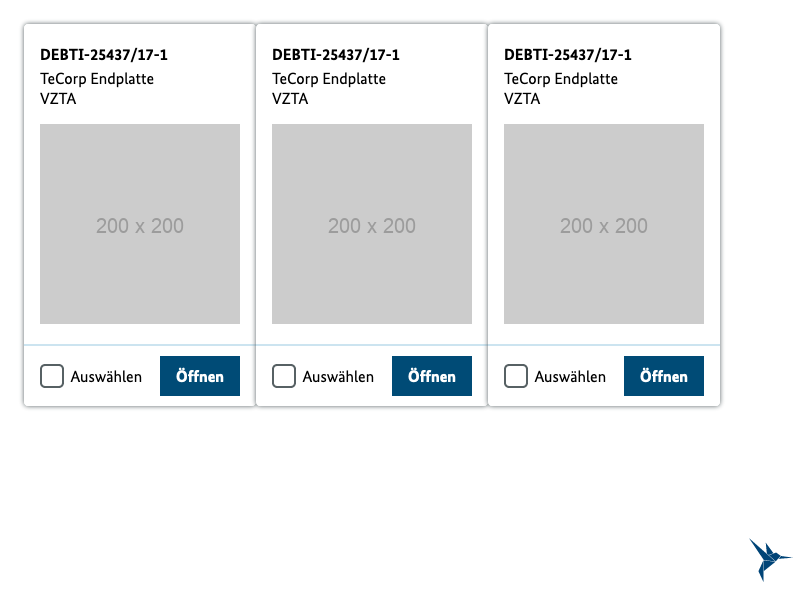 DEBTI-25437/17-1
TeCorp Endplatte
VZTA
200 x 200
Auswählen
Öffnen
DEBTI-25437/17-1
TeCorp Endplatte
VZTA
200 x 200
Auswählen
Öffnen
DEBTI-25437/17-1
TeCorp Endplatte
VZTA
200 x 200
Auswählen
Öffnen